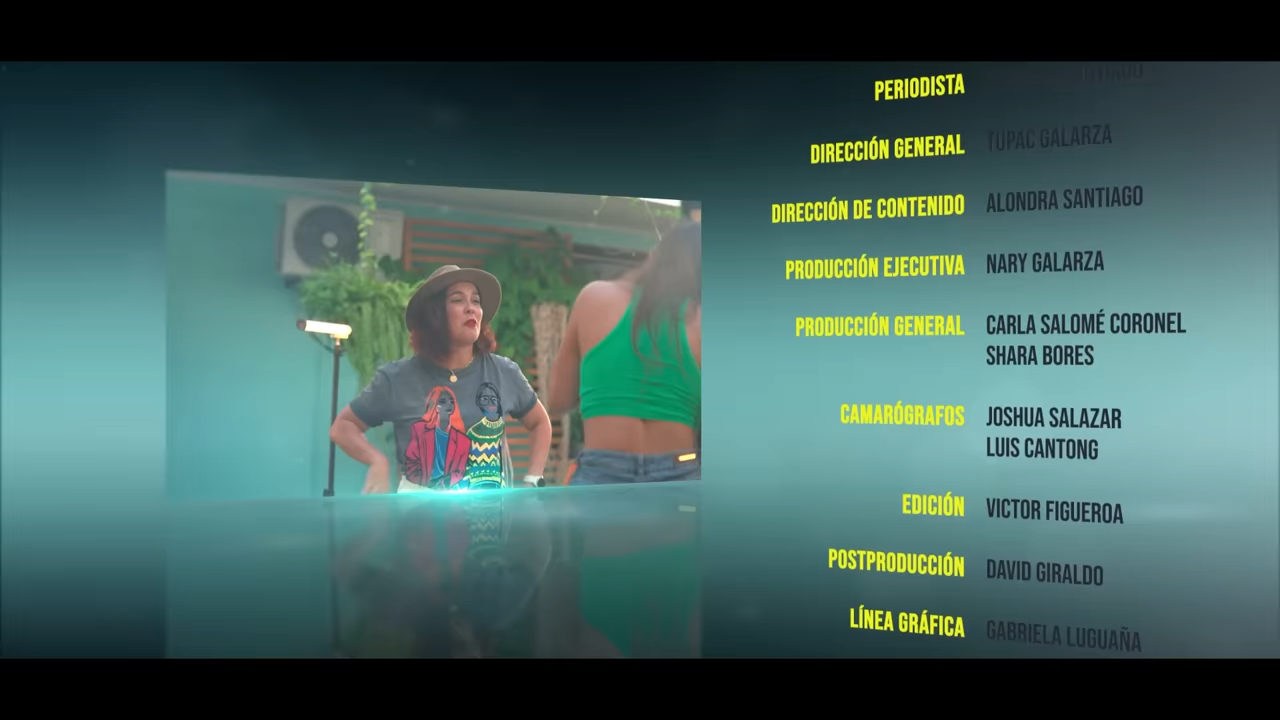 PERIODISTA
DIRECCIÓN GENERAL TUPAC GALARZA
DIRECCIÓN DE CONTENIDO ALONDRA SANTIAGO
PRODUCCIÓN EJECUTIVA NARY GALARZA
PRODUCCIÓN GENERAL CARLA SALOMÉ CORONEL
SHARA BORES
CAMARÓGRAFOS JOSHUA SALAZAR
LUIS CANTONG
EDICIÓN VICTOR FIGUEROA
POSTPRODUCCIÓN DAVID GIRALDO
LÍNEA GRÁFICA GABRIELA LUGUAÑA